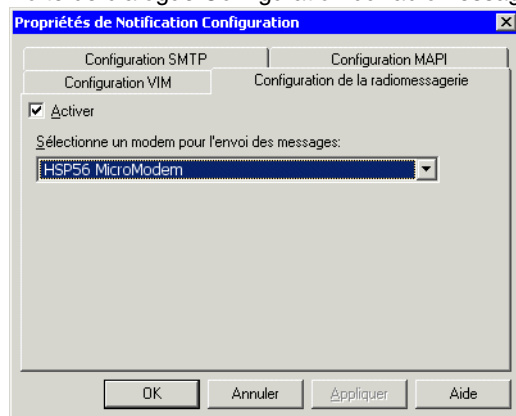 Propriétés de Notification Configuration
Configuration SMTP
Configuration MAPI
Configuration VIM
Configuration de la radiomessagerie
Activer
Sélectionne un modem pour l'envoi des messages:
HSP56 MicroModem
OK
Annuler
Appliquer
Aide